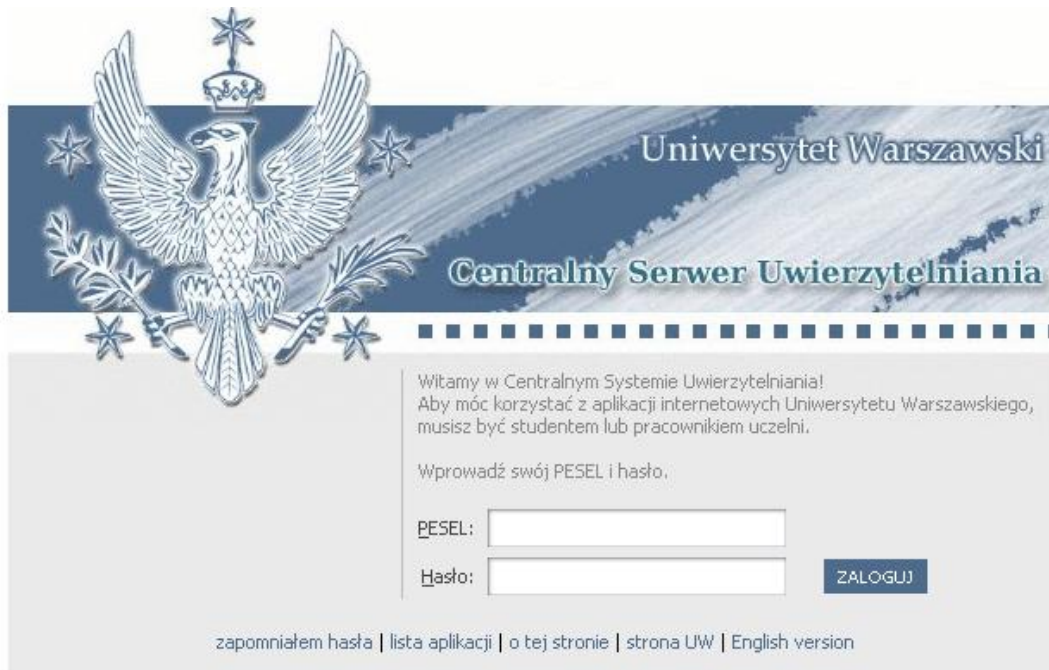 Uniwersytet Warszawski
Centralny Serwer Uwierzytelniania
Witamy w Centralnym Systemie Uwierzytelniania!
Aby móc korzystać z aplikacji internetowych Uniwersytetu Warszawskiego,
musisz być studentem lub pracownikiem uczelni.
Wprowadź swój PESEL i hasło.
PESEL:
Hasło:
ZALOGUJ
zapomniałem hasła | lista aplikacji | o tej stronie | strona UW | English version